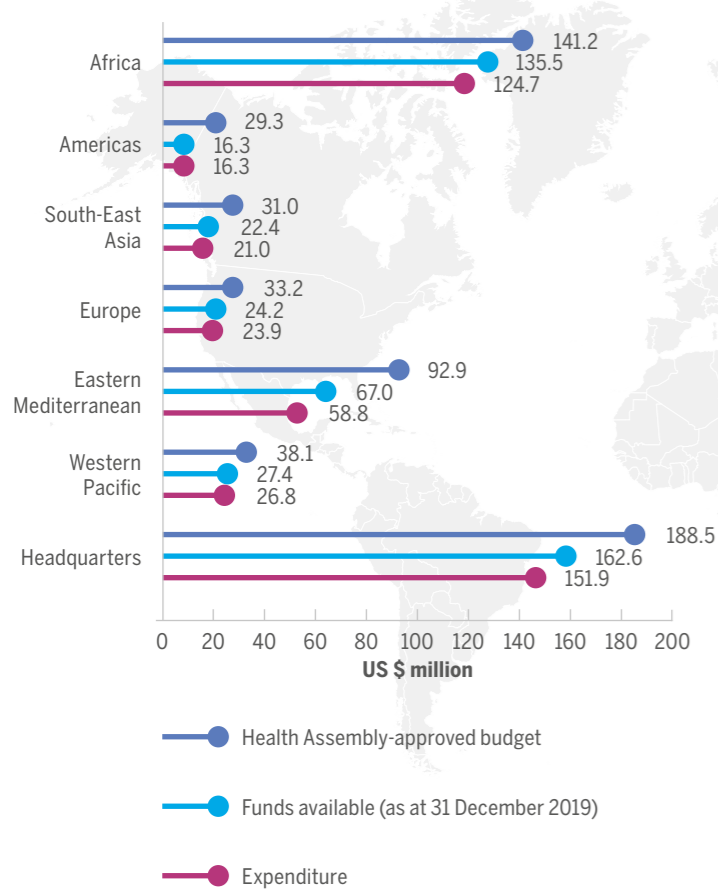 141.2
Africa
135.5
124.7
29.3
Americas
16.3
16.3
South-East
Asia
31.0
22.4
21.0
33.2
Europe
24.2
23.9
Eastern
Mediterranean
92.9
67.0
58.8
Western
Pacific
38.1
27.4
26.8
188.5
Headquarters
162.6
151.9
0 20 40 60 80 100 120 140 160 180 200
US $ million
Health Assembly-approved budget
Funds available (as at 31 December 2019)
Expenditure